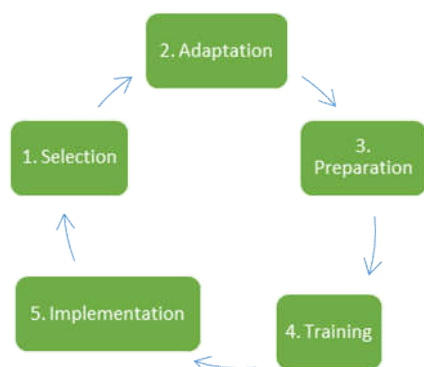 1. Selection
2. Adaptation
3.
Preparation
4. Training
5. Implementation